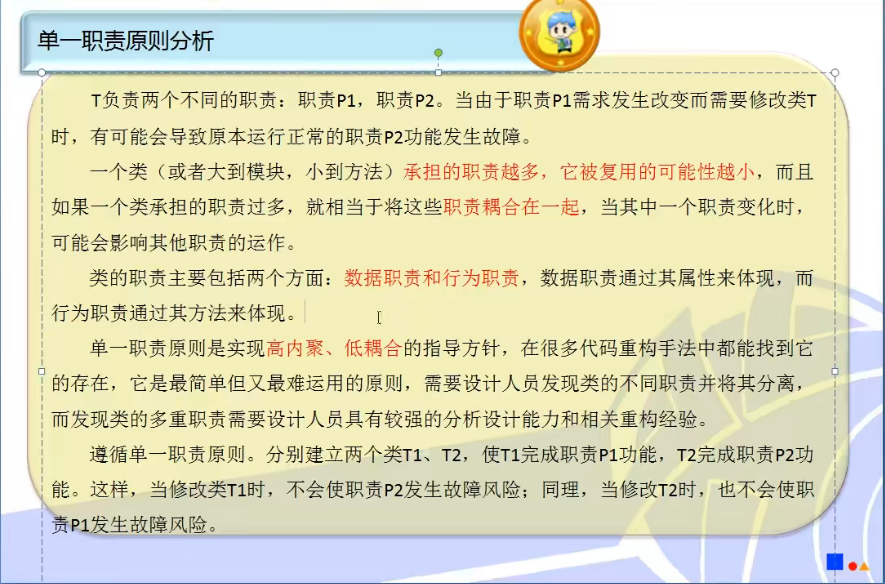 单一职责原则分析
T负责两个不同的职责：职责P1，职责P2。当由于职责P1需求发生改变而需要修改类T
时，有可能会导致原本运行正常的职责P2功能发生故障。
一个类（或者大到模块，小到方法）承担的职责越多，它被复用的可能性越小，而且
如果一个类承担的职责过多，就相当于将这些职责耦合在一起，当其中一个职责变化时，
可能会影响其他职责的运作。
类的职责主要包括两个方面：数据职责和行为职责，数据职责通过其属性来体现，而
行为职责通过其方法来体现。
单一职责原则是实现高内聚、低耦合的指导方针，在很多代码重构手法中都能找到它
的存在，它是最简单但又最难运用的原则，需要设计人员发现类的不同职责并将其分离，
而发现类的多重职责需要设计人员具有较强的分析设计能力和相关重构经验。
遵循单一职责原则。分别建立两个类T1、T2，使T1完成职责P1功能，T2完成职责P2功
能。这样，当修改类T1时，不会使职责P2发生故障风险；同理，当修改T2时，也不会使职
责P1发生故障风险。